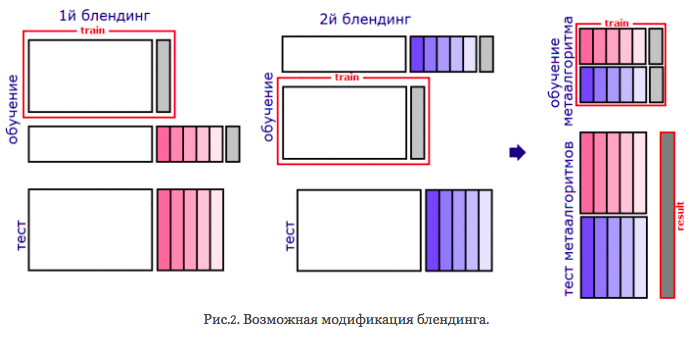 1й блендинг
train
обучение
тест
2й блендинг
train
обучение
тест
train
обучение
метаалгоритма
тест метаалгоритмов
result
Рис.2. Возможная модификация блендинга.